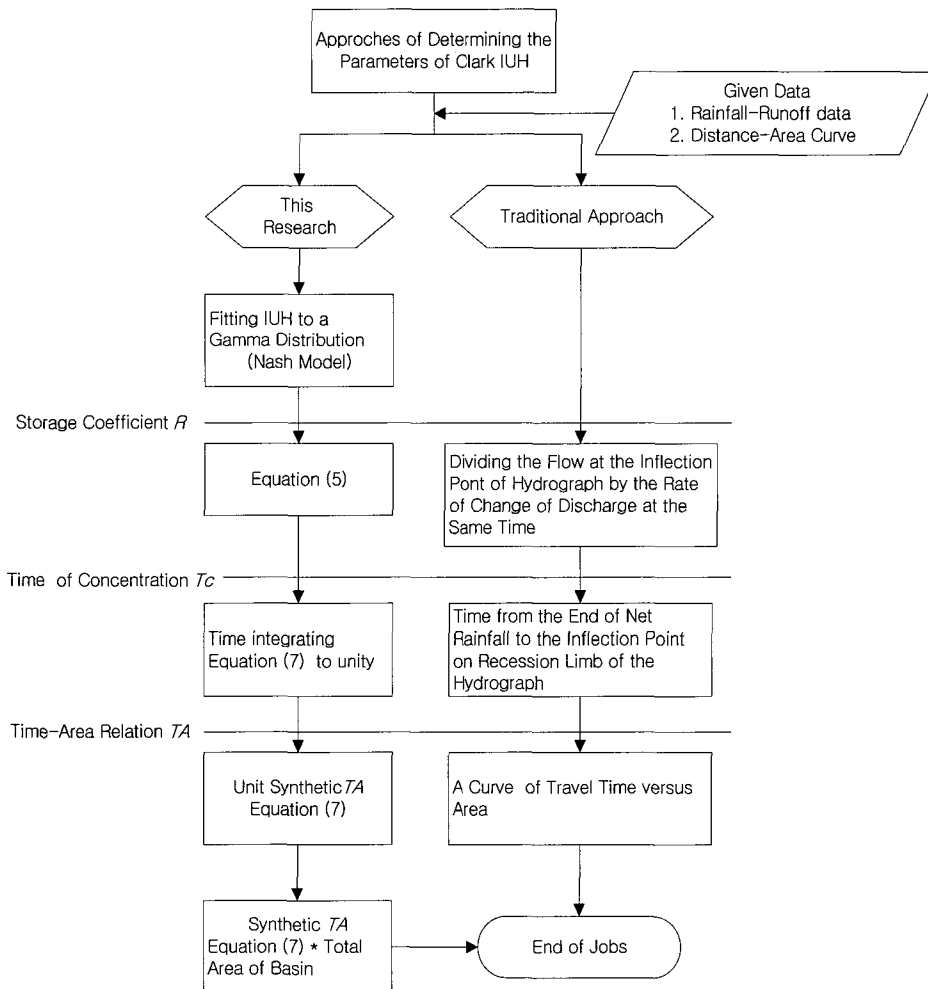 Approches of Determining the
Parameters of Clark IUH
Given Data
1. Rainfall-Runoff data
2. Distance-Area Curve
This
Research
Traditional Approach
Fitting IUH to a
Gamma Distribution
(Nash Model)
Storage Coefficient R
Equation (5)
Dividing the Flow at the Inflection
Pont of Hydrograph by the Rate
of Change of Discharge at the
Same Time
Time of Concentration Tc
Time integrating
Equation (7) to unity
Time from the End of Net
Rainfall to the Inflection Point
on Recession Limb of the
Hydrograph
Time-Area Relation TA
Unit Synthetic TA
Equation (7)
A Curve of Travel Time versus
Area
Synthetic TA
Equation (7) * Total
Area of Basin
End of Jobs